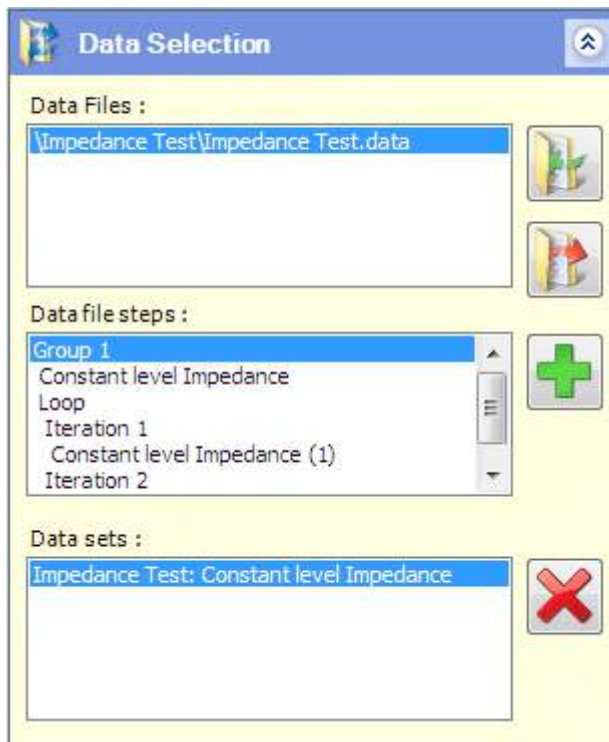 Data Selection
Data Files :
\Impedance Test\Impedance Test.data
Data file steps :
Group 1
Constant level Impedance
Loop
Iteration 1
Constant level Impedance (1)
Iteration 2
Data sets :
Impedance Test: Constant level Impedance